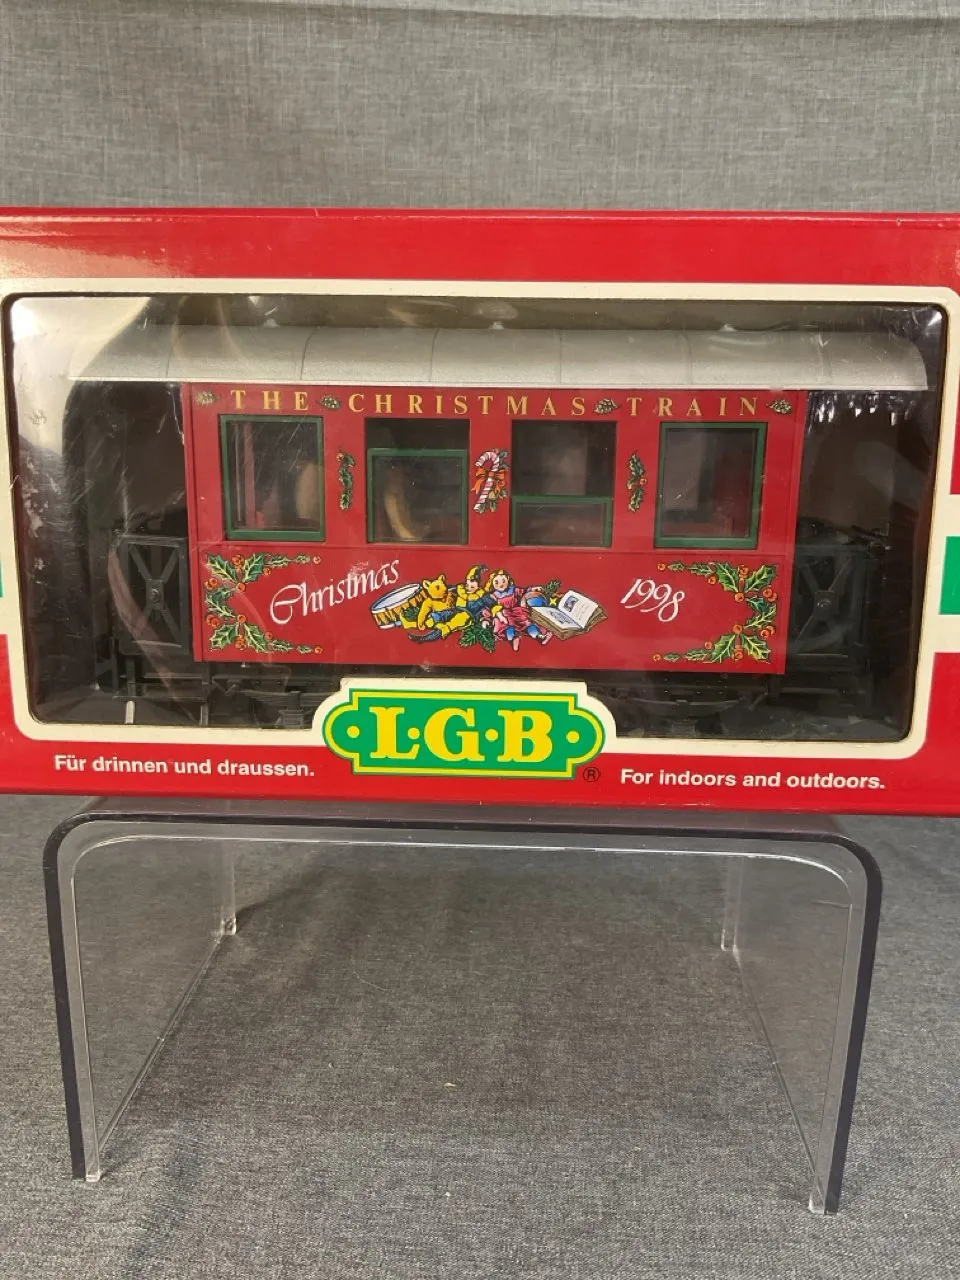 THE CHRISTMAS TRAIN
Christmas
1998
L·G·B
®
Für drinnen und draussen.
For indoors and outdoors.